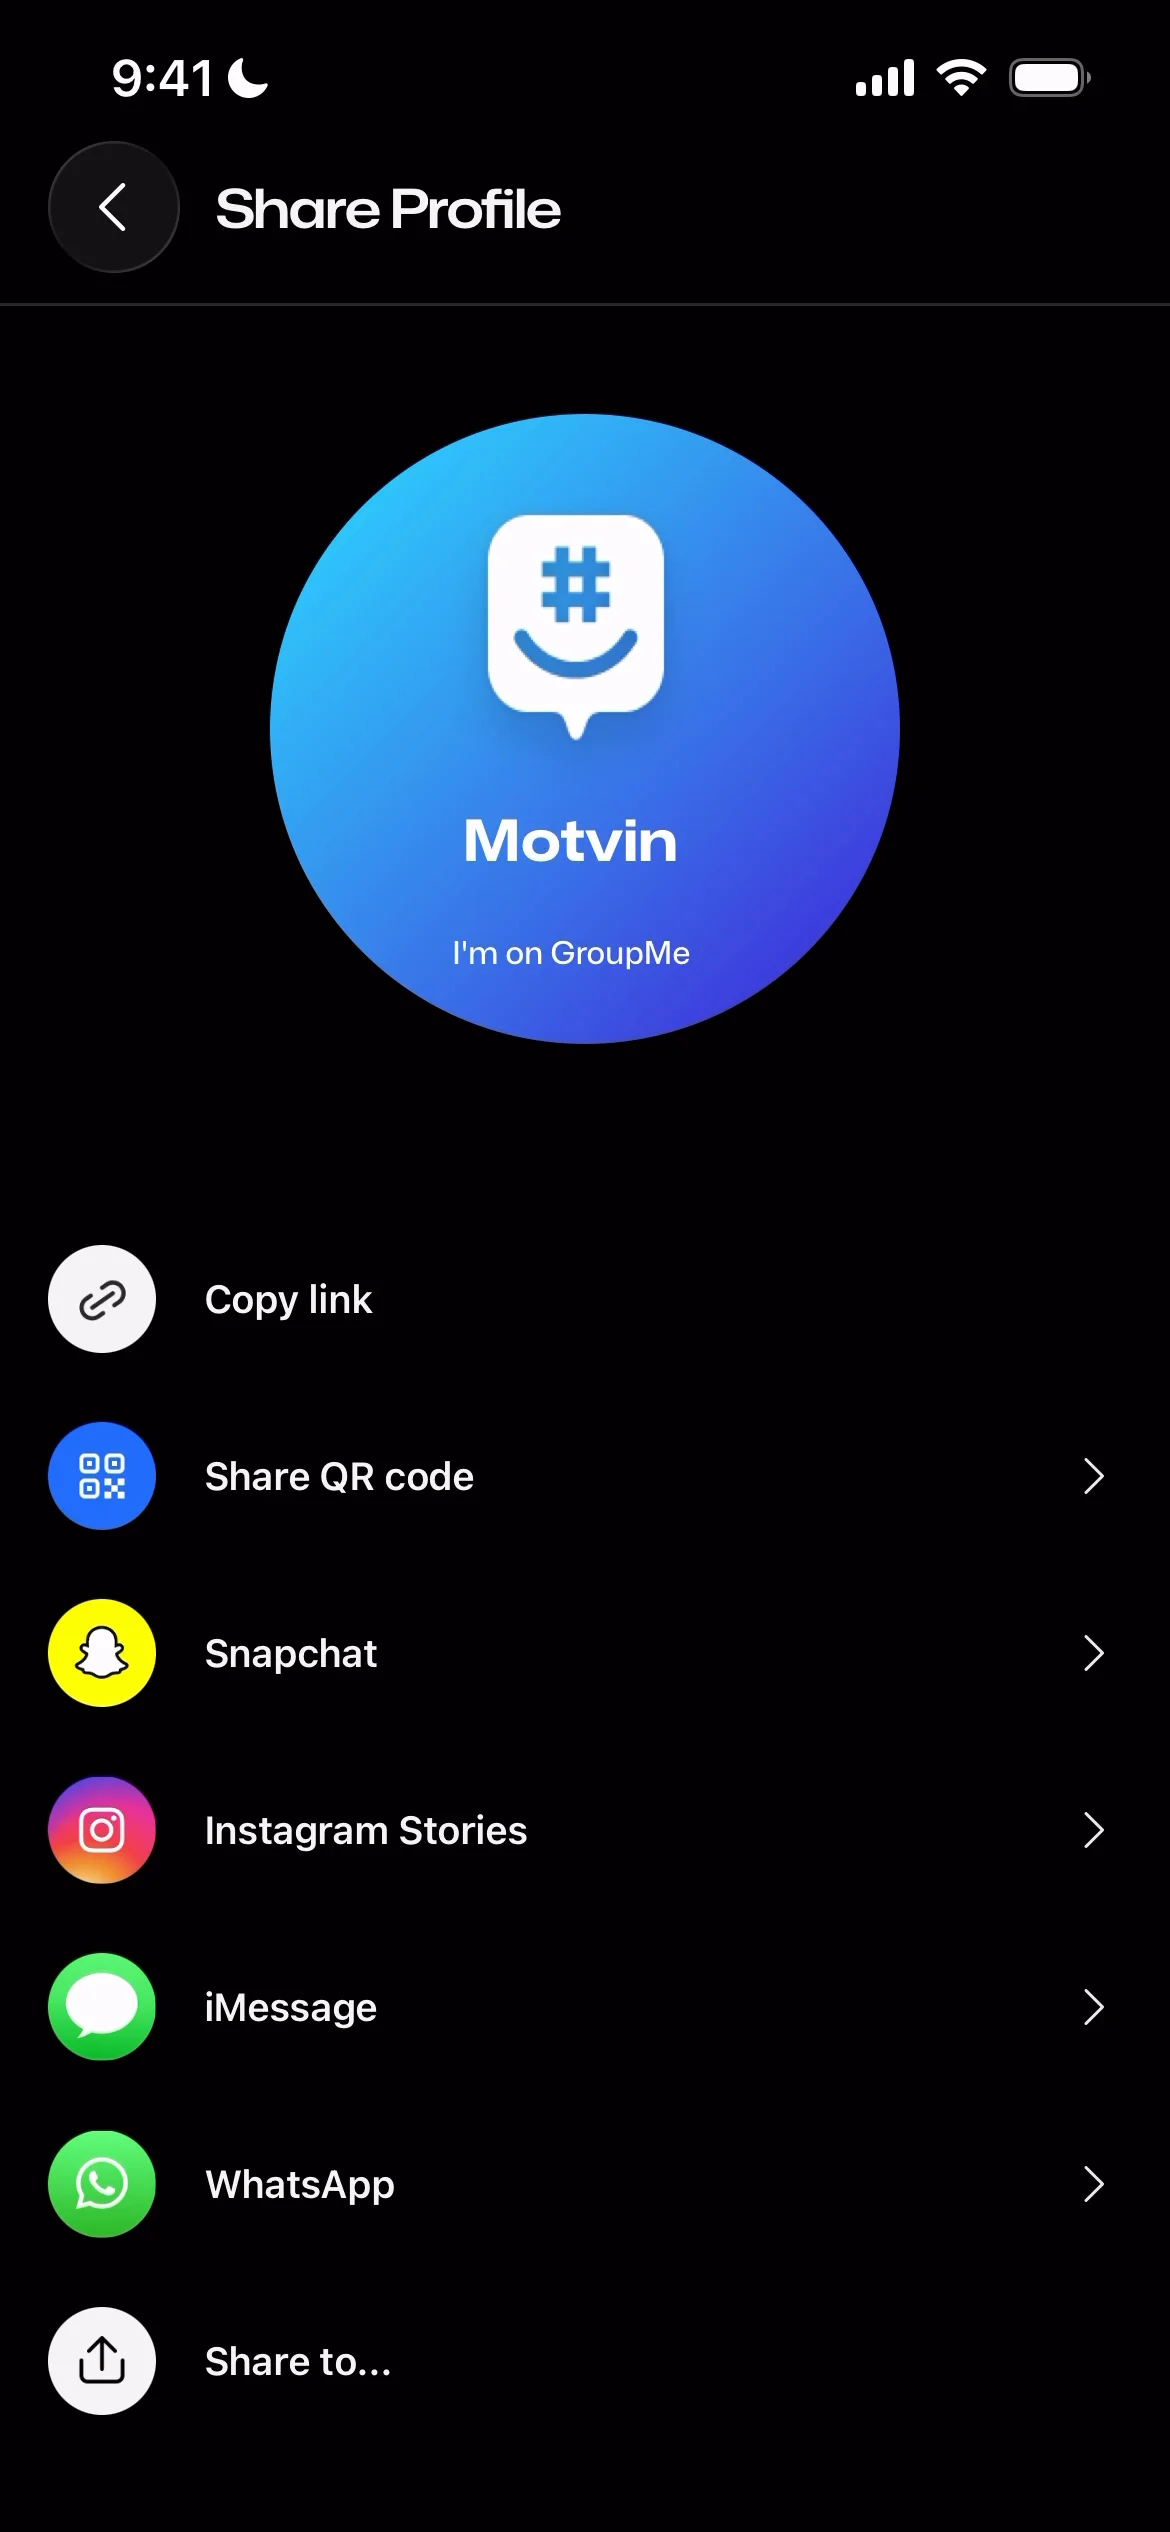 9:41
Share Profile
#
Motvin
I'm on GroupMe
Copy link
Share QR code
Snapchat
Instagram Stories
iMessage
WhatsApp
Share to...